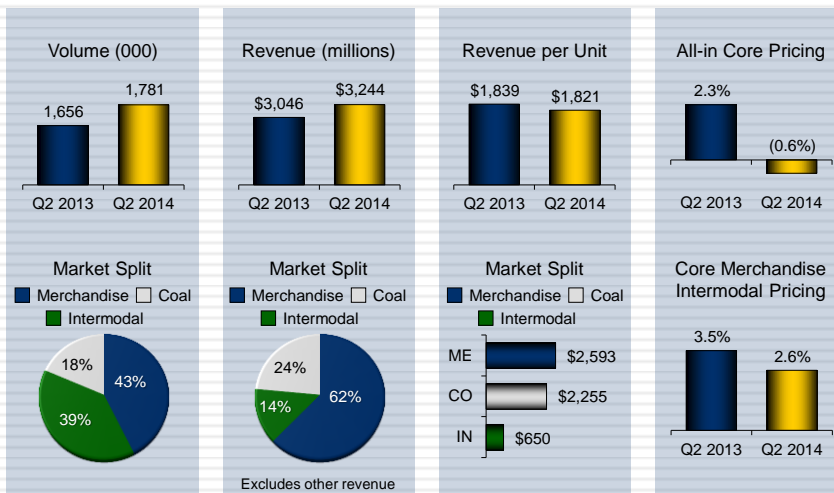 Volume (000)
1,656
1,781
Q2 2013
Q2 2014
Revenue (millions)
$3,046
$3,244
Q2 2013
Q2 2014
Revenue per Unit
$1,839
$1,821
Q2 2013
Q2 2014
All-in Core Pricing
2.3%
(0.6%)
Q2 2013
Q2 2014
Market Split
Merchandise
Coal
Intermodal
18%
43%
39%
Market Split
Merchandise
Coal
Intermodal
24%
62%
14%
Excludes other revenue
Market Split
Merchandise
Coal
Intermodal
ME
$2,593
CO
$2,255
IN
$650
Core Merchandise
Intermodal Pricing
3.5%
2.6%
Q2 2013
Q2 2014